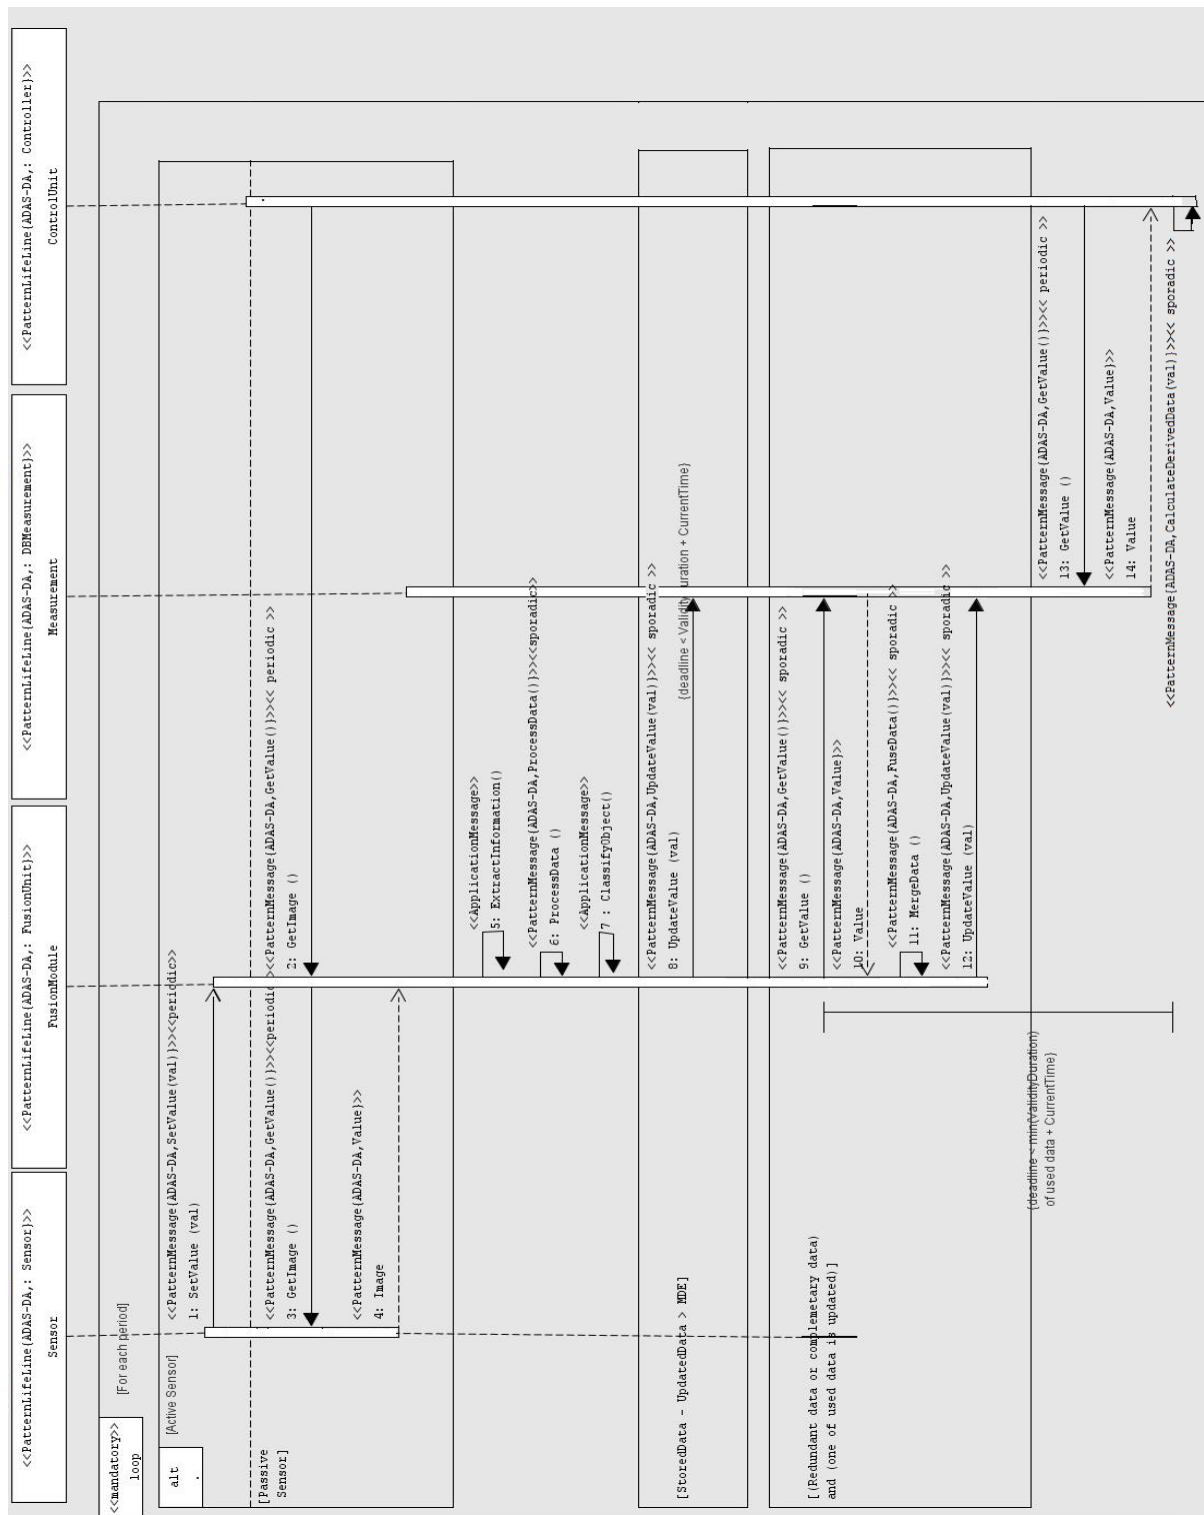 <<PatternLifeLine{ADAS-DA,: Sensor}>>
Sensor
<<PatternLifeLine{ADAS-DA,: FusionUnit}>>
FusionModule
<<PatternLifeLine{ADAS-DA,: DBMeasurement}>>
Measurement
<<PatternLifeLine{ADAS-DA,: Controller}>>
ControlUnit
<<mandatory>>
loop
[For each period]
alt
[Active Sensor]
<<PatternMessage{ADAS-DA,SetValue(val)}>><<periodic>>
1: SetValue (val)
[Passive
Sensor]
<<PatternMessage{ADAS-DA,GetValue()}>><< periodic >>
2: GetImage ()
<<PatternMessage{ADAS-DA,GetValue()}>><<periodic >
3: GetImage ()
<<PatternMessage{ADAS-DA,Value}>>
4: Image
<<ApplicationMessage>>
5: ExtractInformation()
<<PatternMessage{ADAS-DA,ProcessData()}>><<sporadic>>
6: ProcessData ()
<<ApplicationMessage>>
7 : ClassifyObject()
[StoredData - UpdatedData > MDE]
<<PatternMessage{ADAS-DA,UpdateValue(val)}>><< sporadic >>
8: UpdateValue (val)
{deadline < ValidityDuration + CurrentTime}
[(Redundant data or complemetary data)
and (one of used data is updated)]
<<PatternMessage{ADAS-DA,GetValue()}>><< sporadic >>
9: GetValue ()
<<PatternMessage{ADAS-DA,Value}>>
10: Value
<<PatternMessage{ADAS-DA,FuseData()}>><< sporadic >>
11: MergeData ()
<<PatternMessage{ADAS-DA,UpdateValue(val)}>><< sporadic >>
12: UpdateValue (val)
{deadline < min(ValidityDuration)
of used data + CurrentTime}
<<PatternMessage{ADAS-DA,GetValue()}>><< periodic >>
13: GetValue ()
<<PatternMessage{ADAS-DA,Value}>>
14: Value
<<PatternMessage{ADAS-DA,CalculateDerivedData(val)}>><< sporadic >>